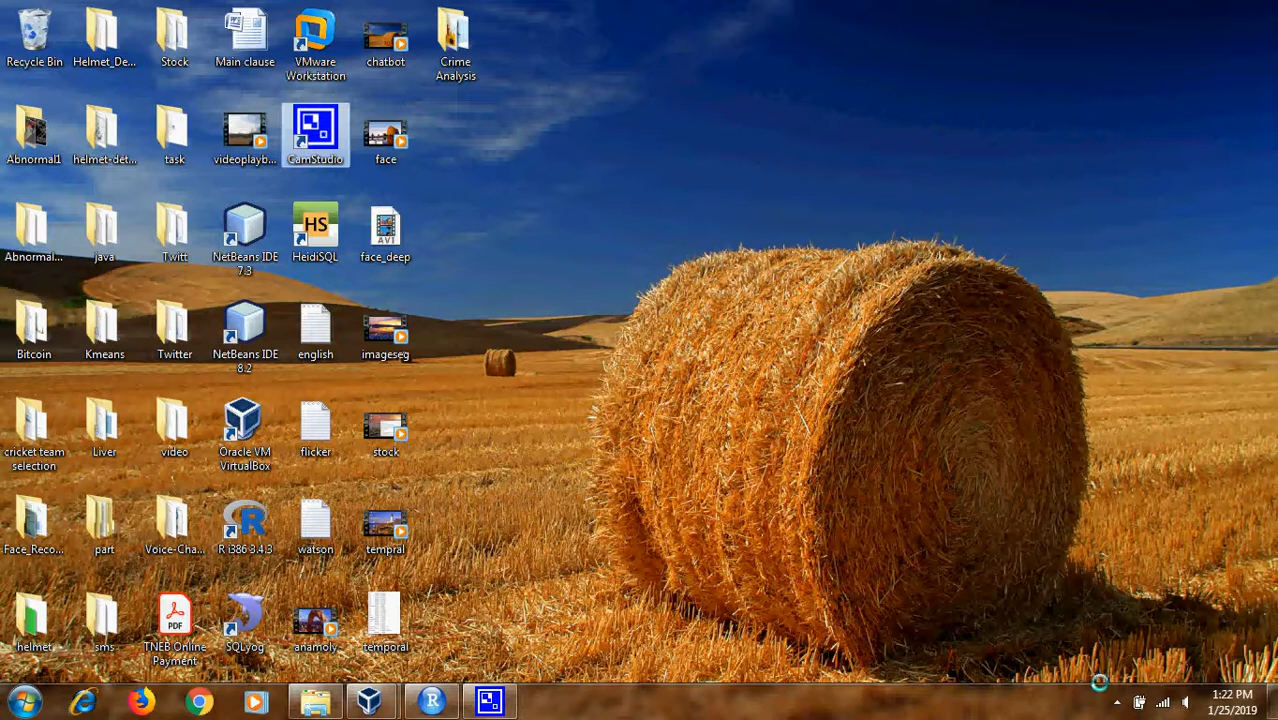 Recycle Bin
Helmet_De...
Stock
Main clause
VMware
Workstation
chatbot
Crime
Analysis
Abnormal1
helmet-det...
task
videoplayb...
CamStudio
face
Abnormal...
java
Twitt
NetBeans IDE
7.3
HS
HeidiSQL
AVI
face_deep
Bitcoin
Kmeans
Twitter
NetBeans IDE
8.2
english
imageseg
cricket team
selection
Liver
video
Oracle VM
VirtualBox
flicker
stock
Face_Reco...
part
Voice-Cha...
R
R i386 3.4.3
watson
tempral
helmet
sms
PDF
TNEB Online
Payment
SQLyog
anamoly
temporal
R
1:22 PM
1/25/2019